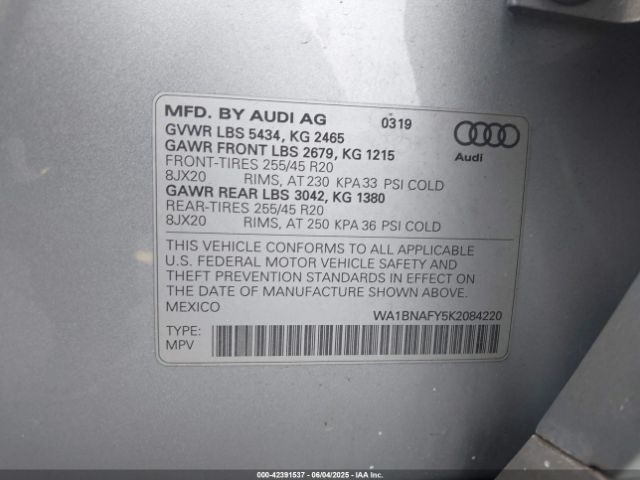 MFD. BY AUDI AG 0319
GVWR LBS 5434, KG 2465
GAWR FRONT LBS 2679, KG 1215
FRONT-TIRES 255/45 R20
8JX20 RIMS, AT 230 KPA 33 PSI COLD
GAWR REAR LBS 3042, KG 1380
REAR-TIRES 255/45 R20
8JX20 RIMS, AT 250 KPA 36 PSI COLD
Audi
THIS VEHICLE CONFORMS TO ALL APPLICABLE
U.S. FEDERAL MOTOR VEHICLE SAFETY AND
THEFT PREVENTION STANDARDS IN EFFECT ON
THE DATE OF MANUFACTURE SHOWN ABOVE.
MEXICO WA1BNAFY5K2084220
TYPE:
MPV
000-42391537 - 06/04/2025 - COPART/IAA